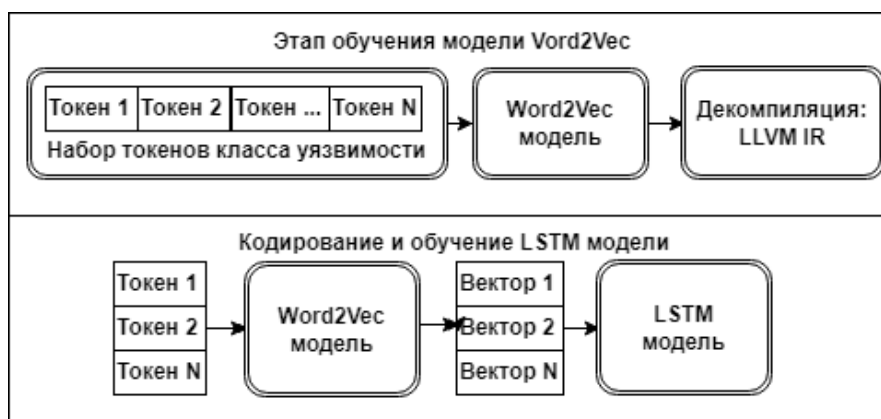 Этап обучения модели Vord2Vec
Токен 1 Токен 2 Токен ... Токен N
Набор токенов класса уязвимости
Word2Vec
модель
Декомпиляция:
LLVM IR
Кодирование и обучение LSTM модели
Токен 1
Токен 2
Токен N
Word2Vec
модель
Вектор 1
Вектор 2
Вектор N
LSTM
модель